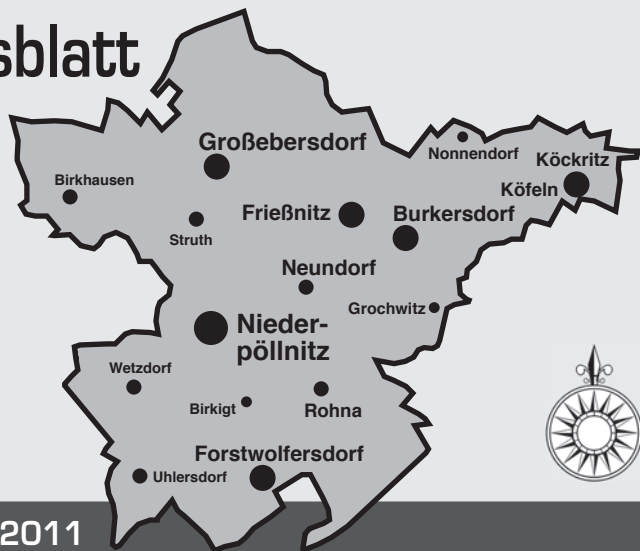 sblatt
Großebersdorf
Nonnendorf
Köckritz
Birkhausen
Köfeln
Frießnitz
Burkersdorf
Struth
Neundorf
Grochwitz
Nieder-
pöllnitz
Wetzdorf
Birkigt
Rohna
Forstwolfersdorf
Uhlersdorf
2011